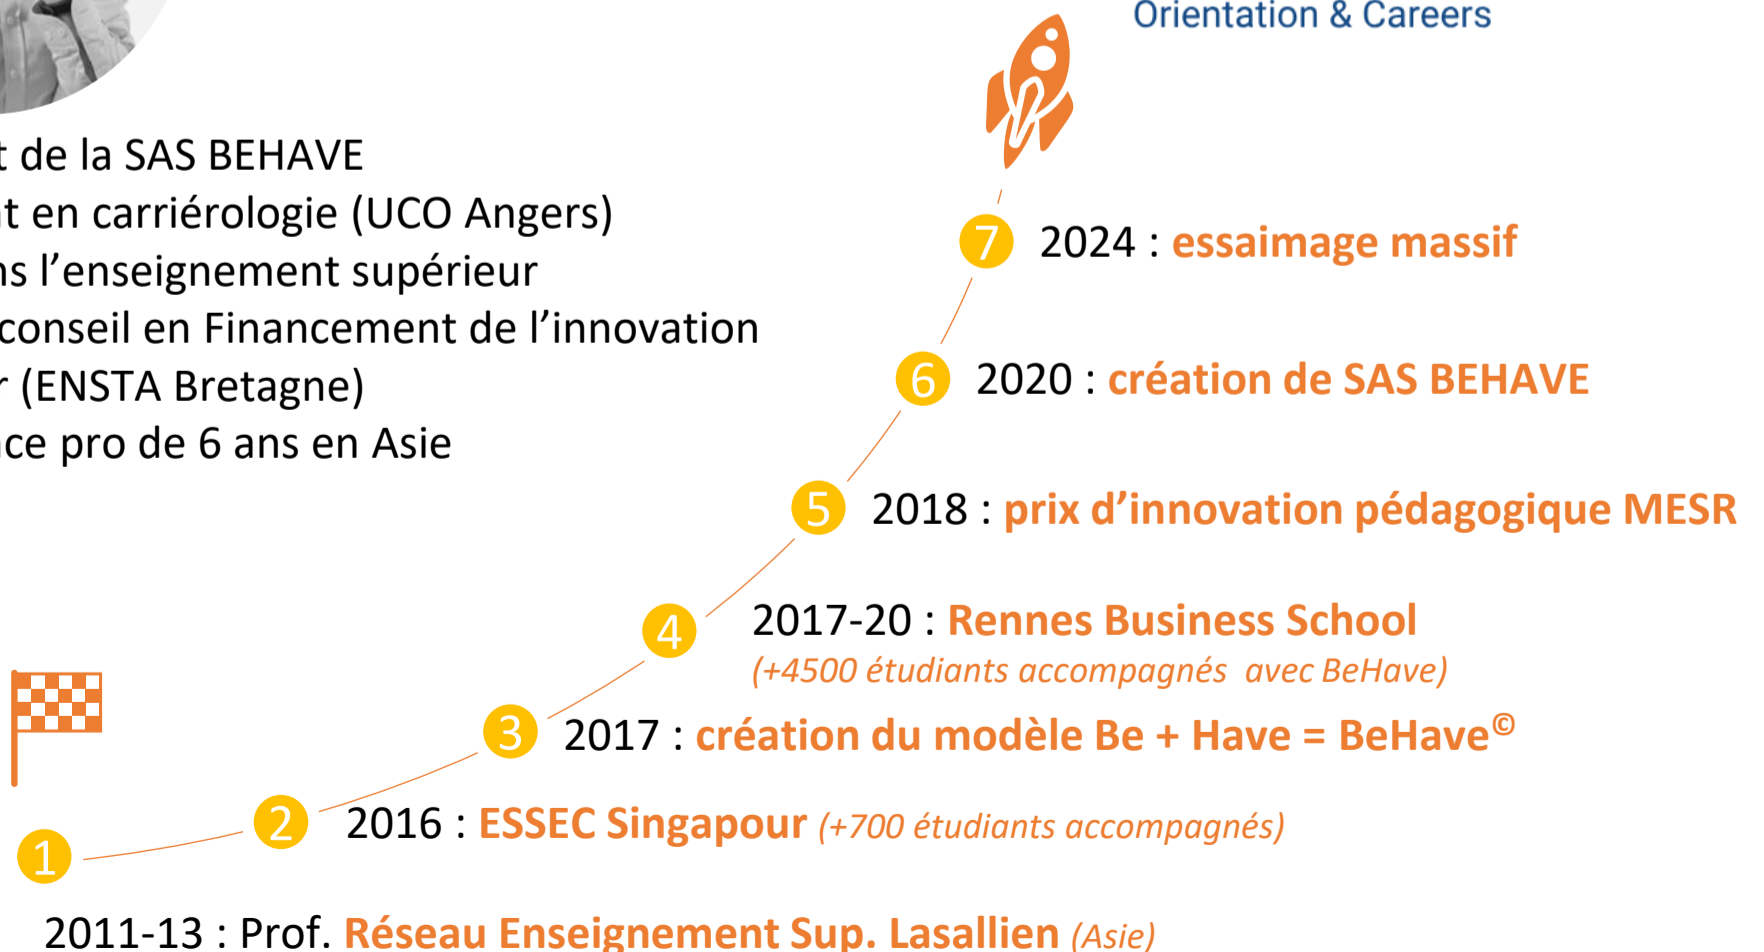 Orientation & Careers
t de la SAS BEHAVE
t en carriérologie (UCO Angers)
ns l’enseignement supérieur
conseil en Financement de l’innovation
r (ENSTA Bretagne)
nce pro de 6 ans en Asie
7 2024 : essaimage massif
6 2020 : création de SAS BEHAVE
5 2018 : prix d’innovation pédagogique MESR
4 2017-20 : Rennes Business School
(+4500 étudiants accompagnés avec BeHave)
3 2017 : création du modèle Be + Have = BeHave©
2 2016 : ESSEC Singapour (+700 étudiants accompagnés)
1
2011-13 : Prof. Réseau Enseignement Sup. Lasallien (Asie)